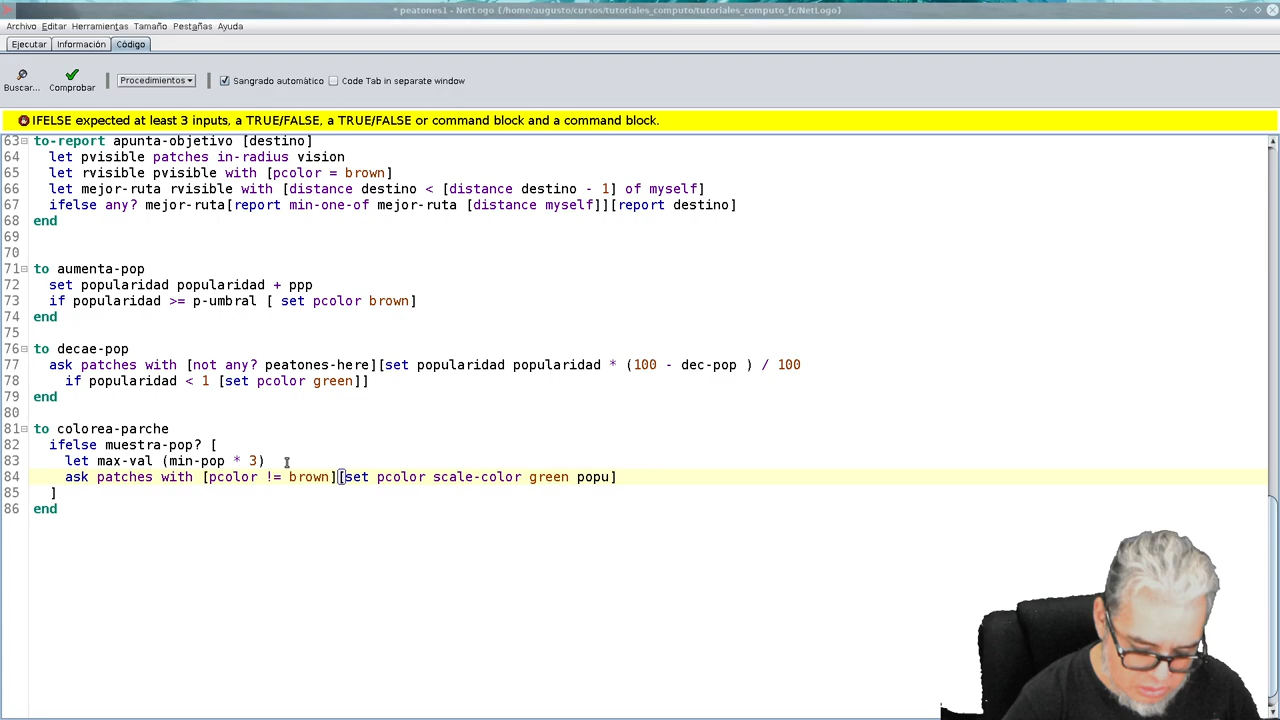 * peatones1 - NetLogo {/home/augusto/cursos/tutoriales_computo/tutoriales_computo_fc/NetLogo}
Archivo Editar Herramientas Tamaño Pestañas Ayuda
Ejecutar Información Código
Buscar... Comprobar Procedimientos Sangrado automático Code Tab in separate window
IFELSE expected at least 3 inputs, a TRUE/FALSE, a TRUE/FALSE or command block and a command block.
63 to-report apunta-objetivo [destino]
64 let pvisible patches in-radius vision
65 let rvisible pvisible with [pcolor = brown]
66 let mejor-ruta rvisible with [distance destino < [distance destino - 1] of myself]
67 ifelse any? mejor-ruta[report min-one-of mejor-ruta [distance myself]][report destino]
68 end
69
70
71 to aumenta-pop
72 set popularidad popularidad + ppp
73 if popularidad >= p-umbral [ set pcolor brown]
74 end
75
76 to decae-pop
77 ask patches with [not any? peatones-here][set popularidad popularidad * (100 - dec-pop ) / 100
78 if popularidad < 1 [set pcolor green]]
79 end
80
81 to colorea-parche
82 ifelse muestra-pop? [
83 let max-val (min-pop * 3)
84 ask patches with [pcolor != brown][set pcolor scale-color green popu]
85 ]
86 end